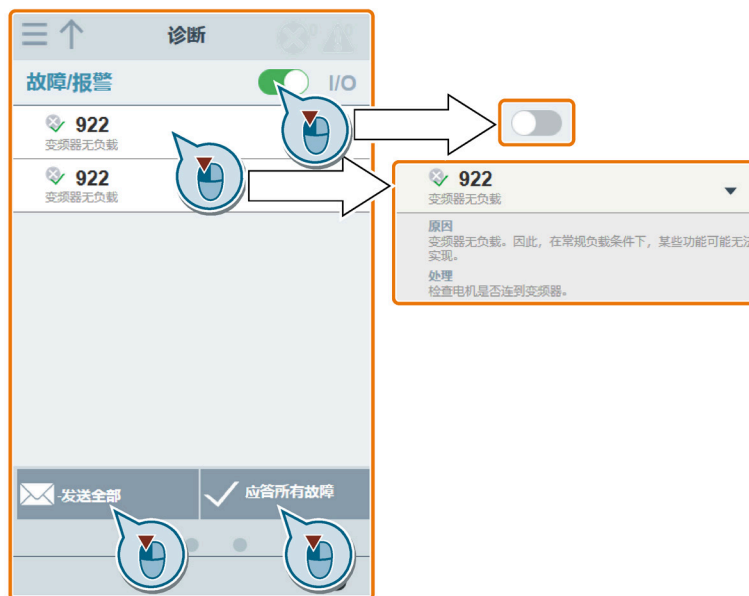 诊断
故障/报警 I/O
922
变频器无负载
922
变频器无负载
发送全部
应答所有故障
922
变频器无负载
原因
变频器无负载。因此，在常规负载条件下，某些功能可能无法
实现。
处理
检查电机是否连到变频器。